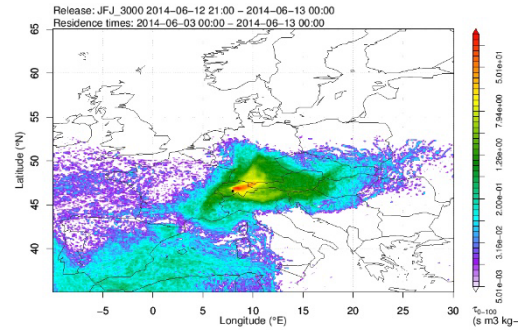 Release: JFJ_3000 2014−06−12 21:00 − 2014−06−13 00:00
Residence times: 2014−06−03 00:00 − 2014−06−13 00:00
65
60
55
50
45
40
Latitude (°N)
−5
0
5
10
15
20
25
30
Longitude (°E)
5.01e+01
7.94e+00
1.26e+00
2.00e−01
3.15e−02
5.01e−03
τ0−100
(s m3 kg−